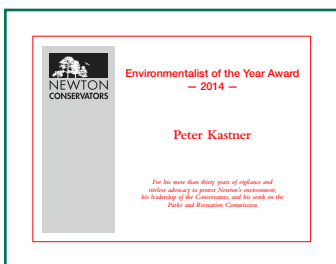 NEWTON
CONSERVATORS
Environmentalist of the Year Award
— 2014 —
Peter Kastner
For his more than thirty years of vigilance and
tireless advocacy to protect Newton's environment,
his leadership of the Conservators, and his work on the
Parks and Recreation Commission